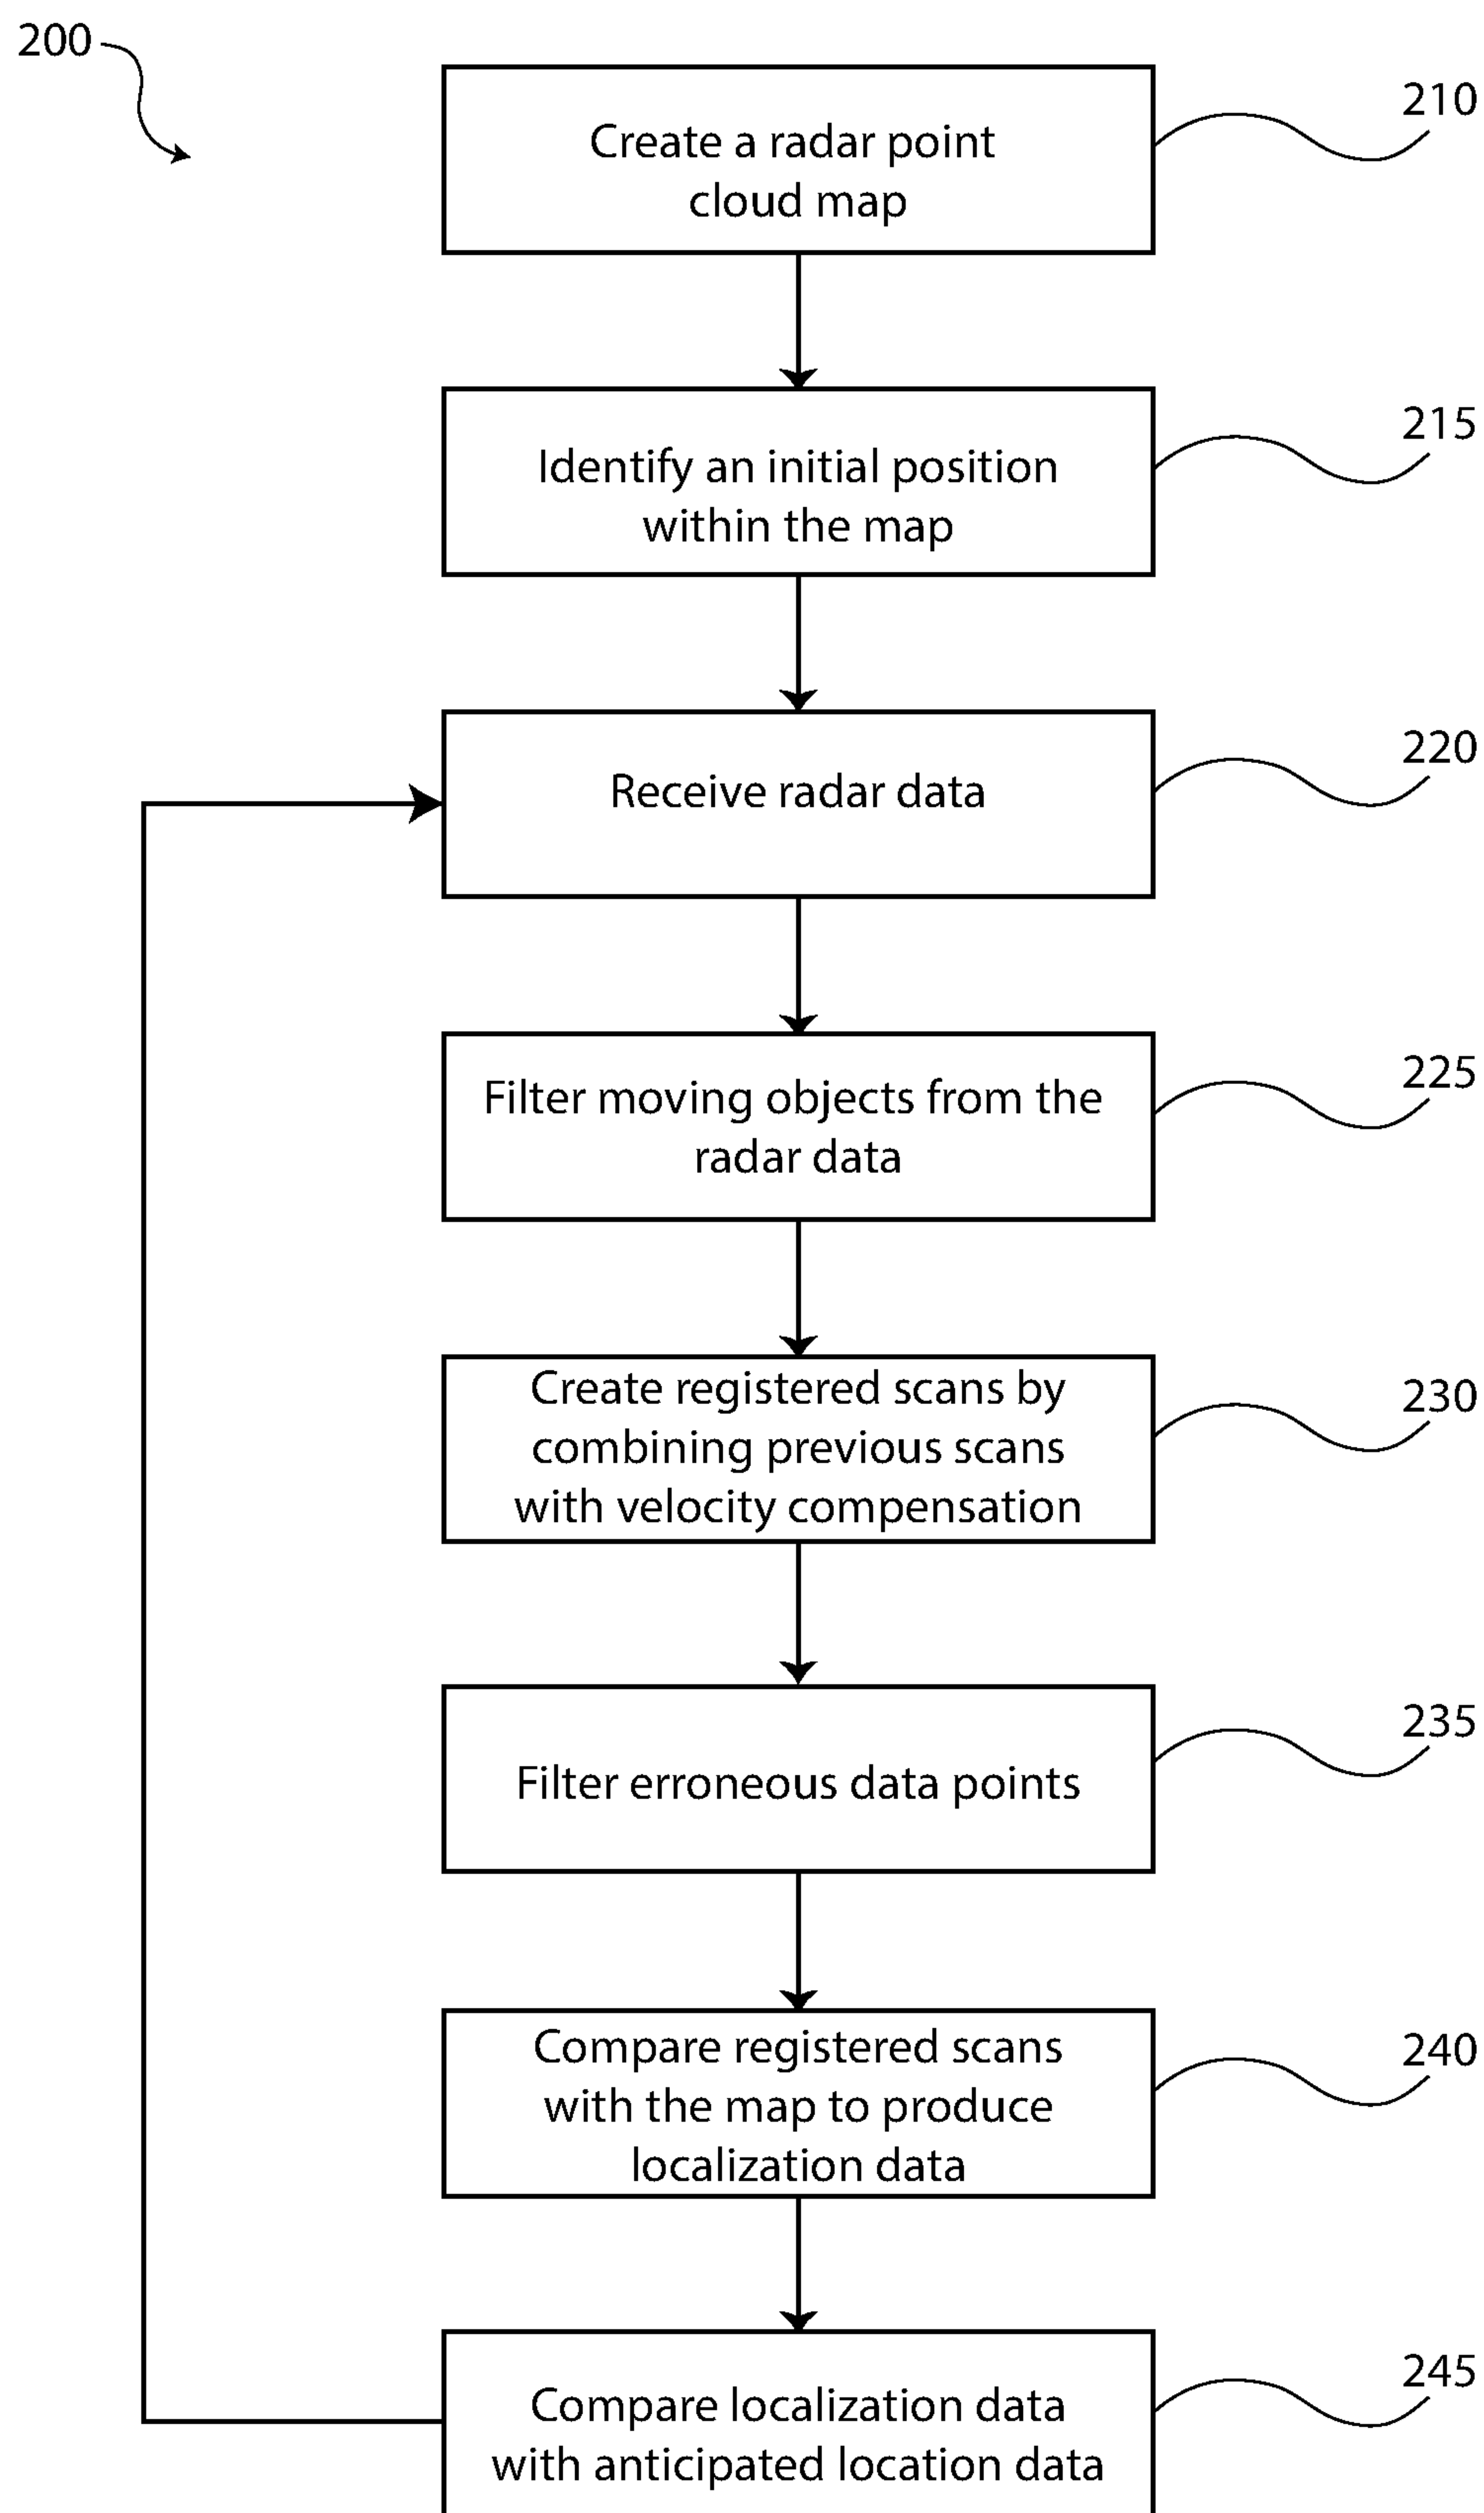 200
210
Create a radar point
cloud map
215
Identify an initial position
within the map
220
Receive radar data
225
Filter moving objects from the
radar data
230
Create registered scans by
combining previous scans
with velocity compensation
235
Filter erroneous data points
240
Compare registered scans
with the map to produce
localization data
245
Compare localization data
with anticipated location data